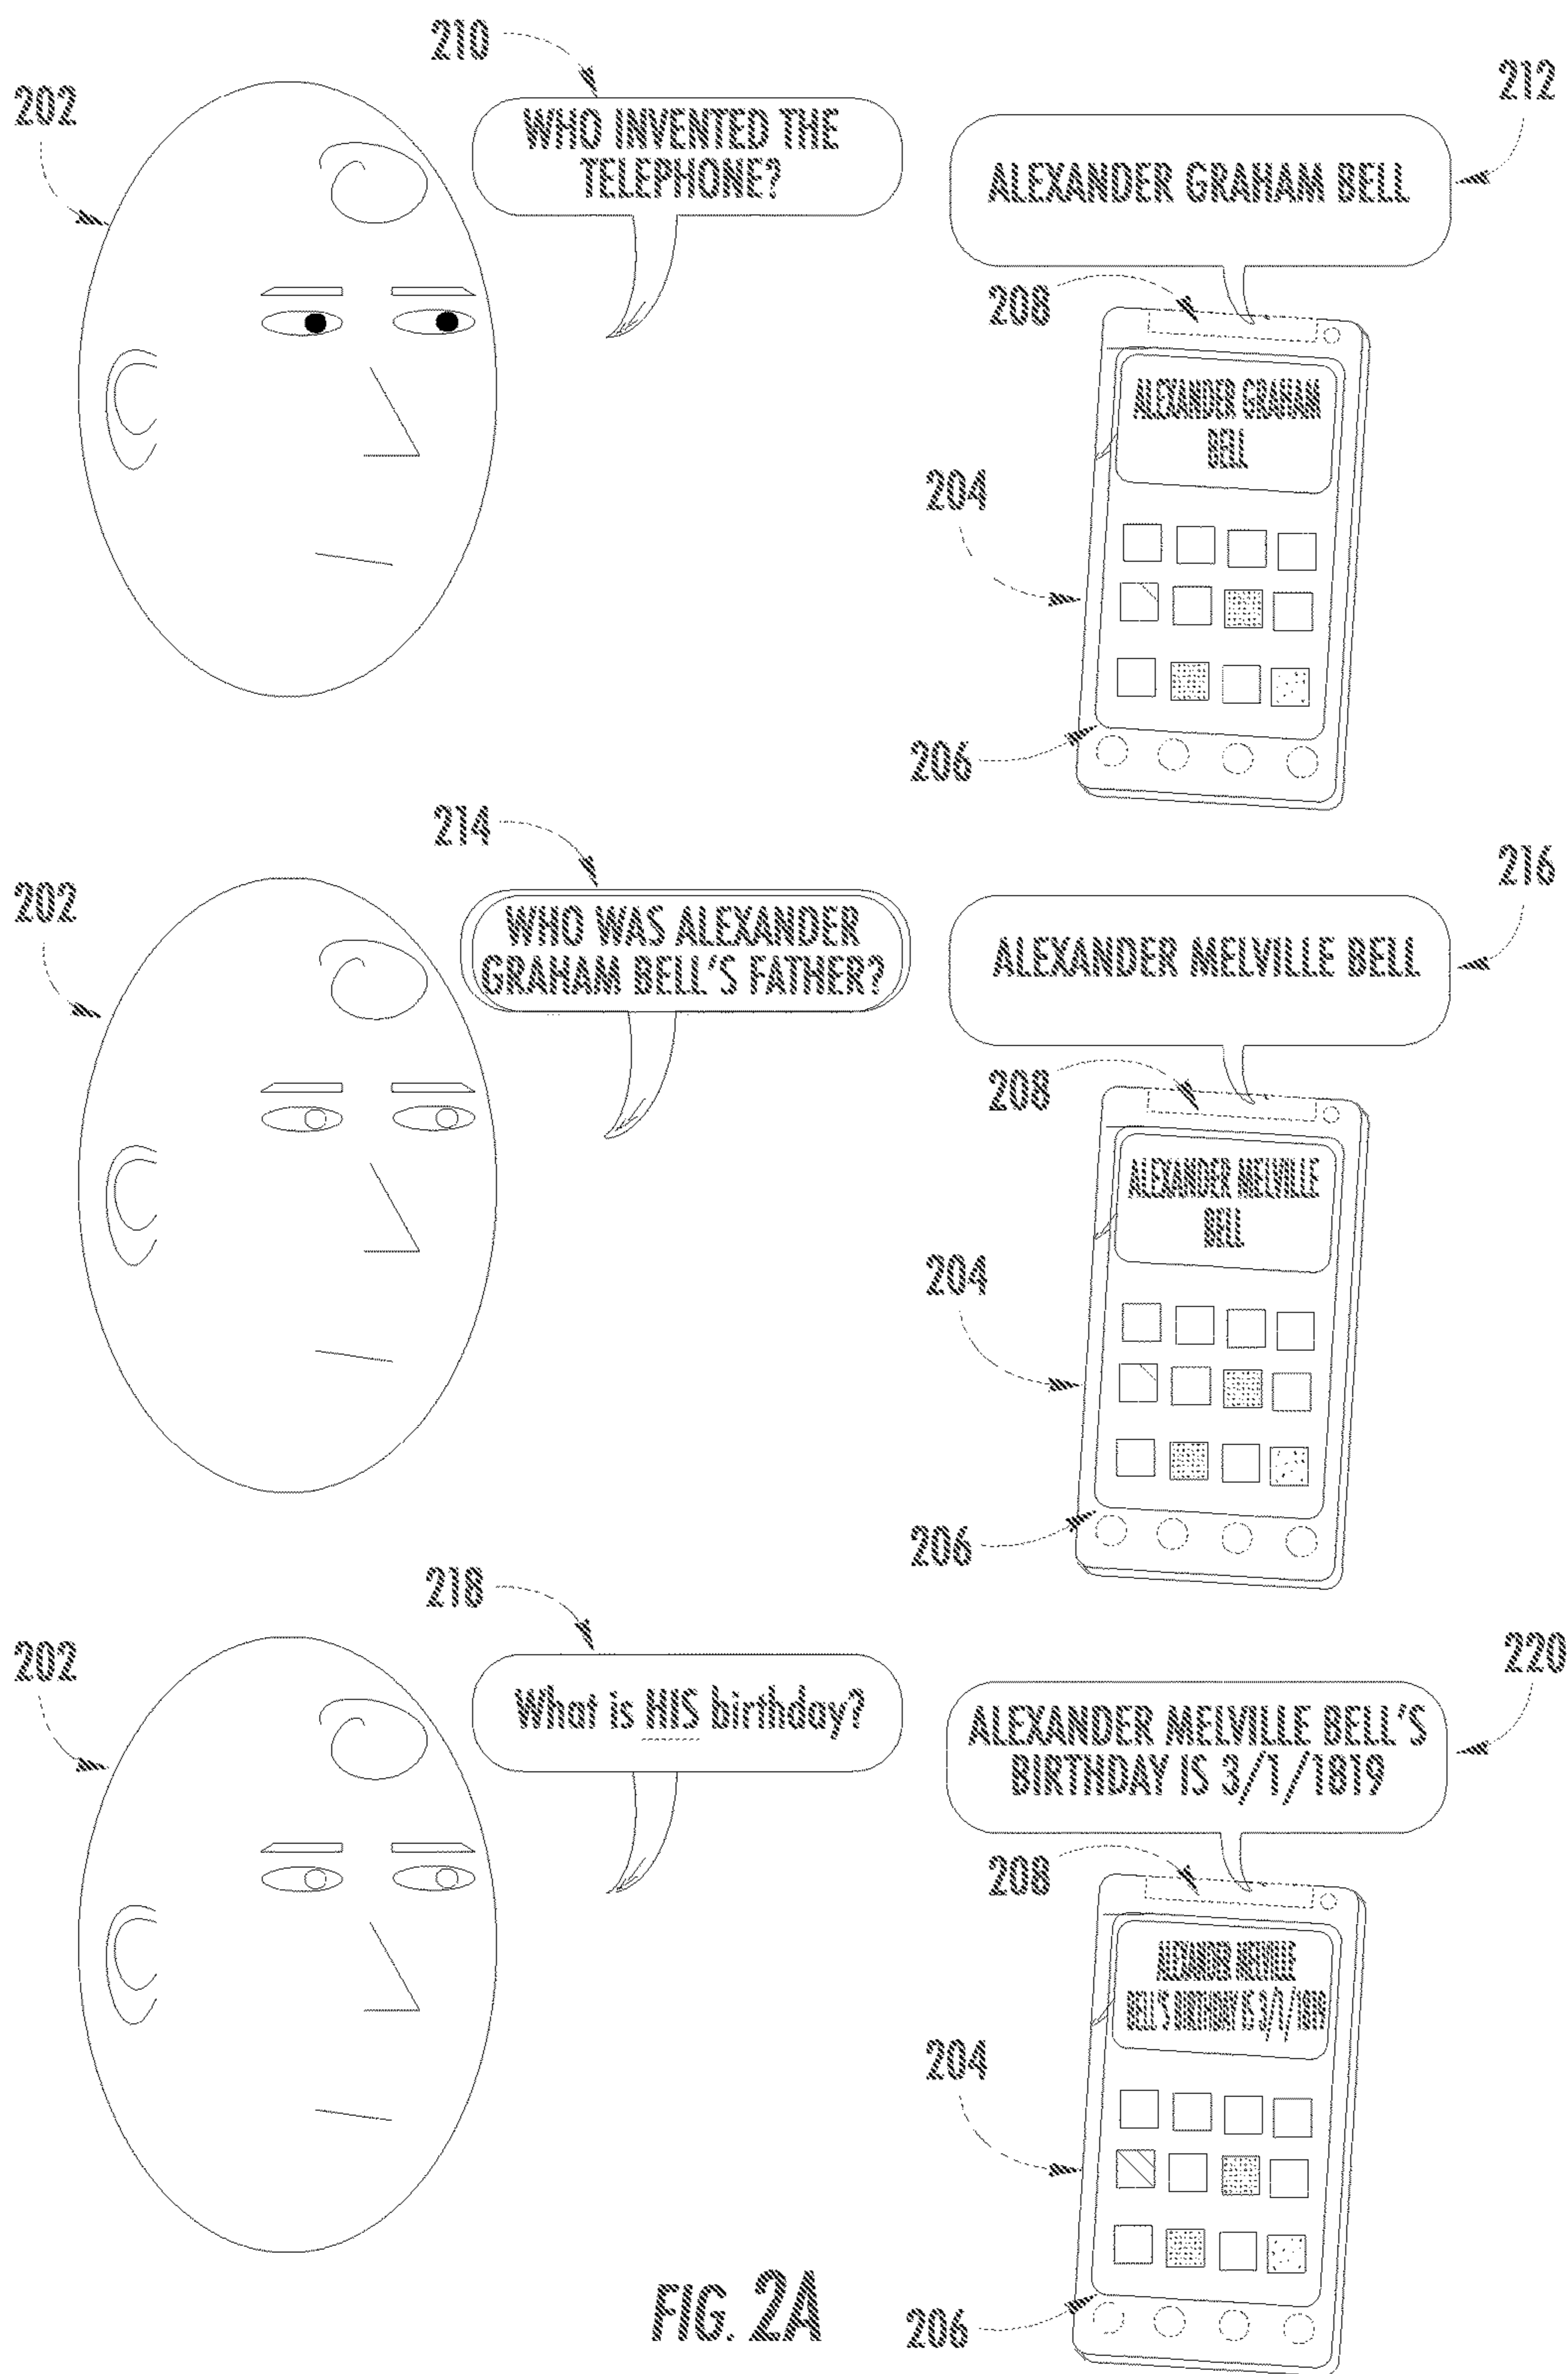 210
202
WHO INVENTED THE
TELEPHONE?
212
ALEXANDER GRAHAM BELL
208
ALEXANDER GRAHAM
BELL
204
206
214
202
WHO WAS ALEXANDER
GRAHAM BELL'S FATHER?
216
ALEXANDER MELVILLE BELL
208
ALEXANDER MELVILLE
BELL
204
206
218
202
What is HIS birthday?
220
ALEXANDER MELVILLE BELL'S
BIRTHDAY IS 3/1/1819
208
ALEXANDER MELVILLE
BELL'S BIRTHDAY IS 3/1/1819
204
206
FIG. 2A